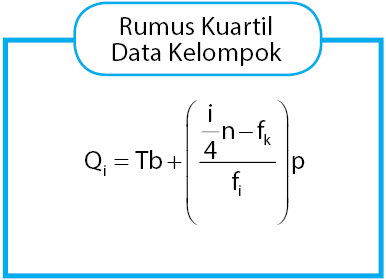 Rumus Kuartil
Data Kelompok
Qᵢ = Tb + ( (i/4 n − fₖ) / fᵢ ) p